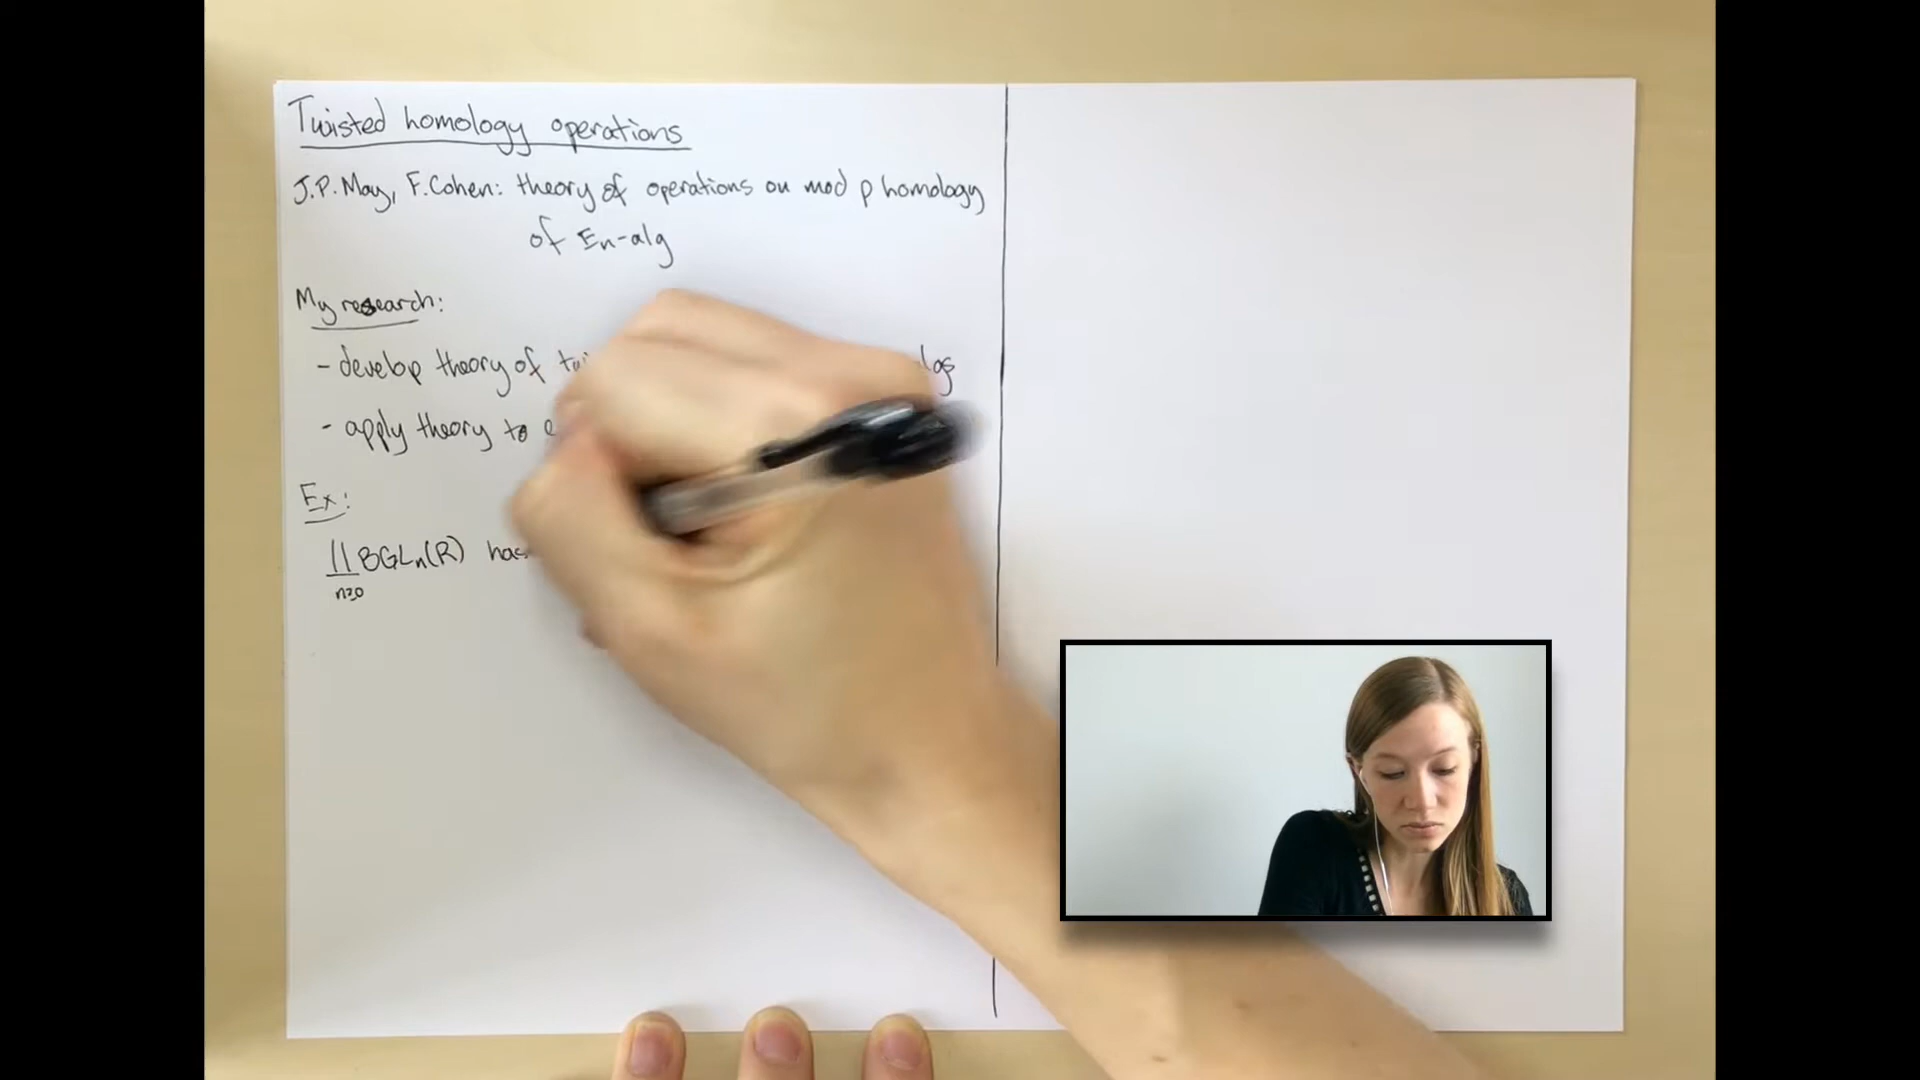 Twisted homology operations
J.P. May, F. Cohen: theory of operations on mod p homology
of En-alg
My research:
- develop theory of
- apply theory to
Ex:
∐ BGLn(R) has
n≥0